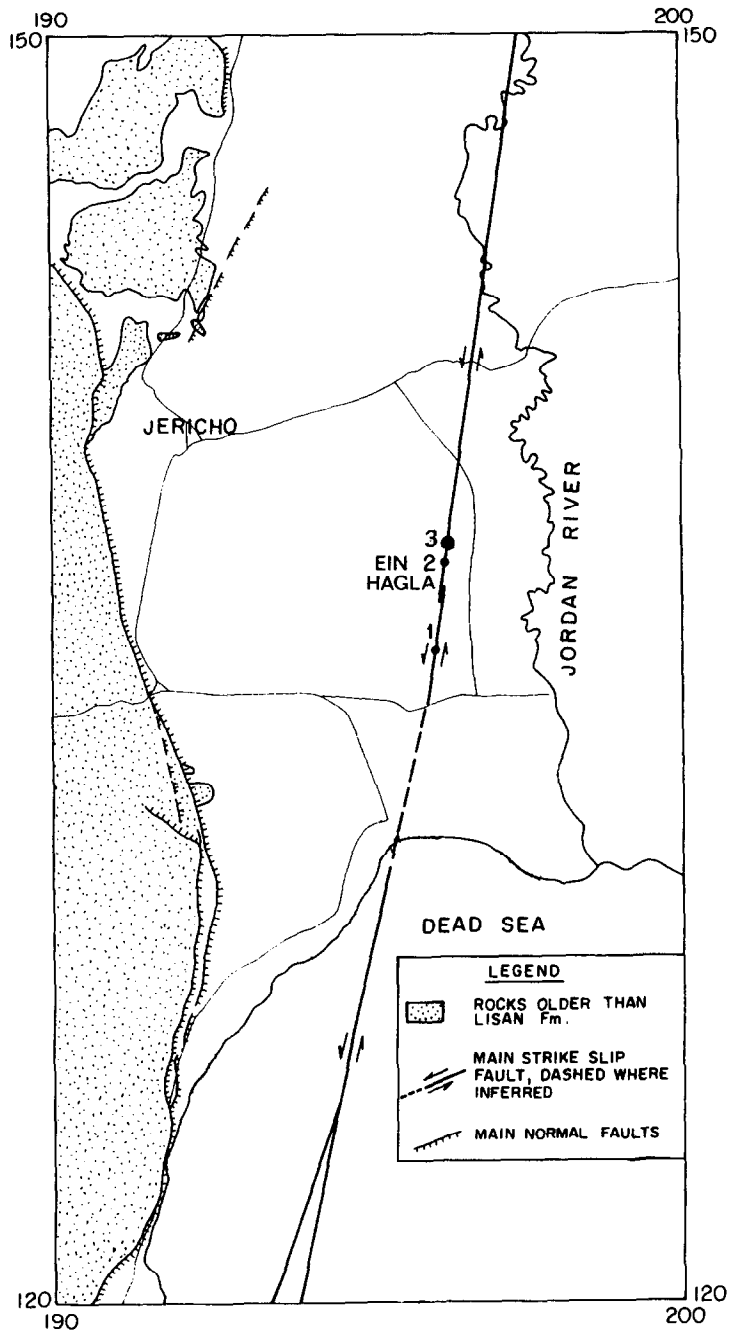 190
200
150
150
JERICHO
3
EIN 2
HAGLA
1
JORDAN RIVER
DEAD SEA
LEGEND
ROCKS OLDER THAN
LISAN Fm.
MAIN STRIKE SLIP
FAULT, DASHED WHERE
INFERRED
MAIN NORMAL FAULTS
120
120
190
200